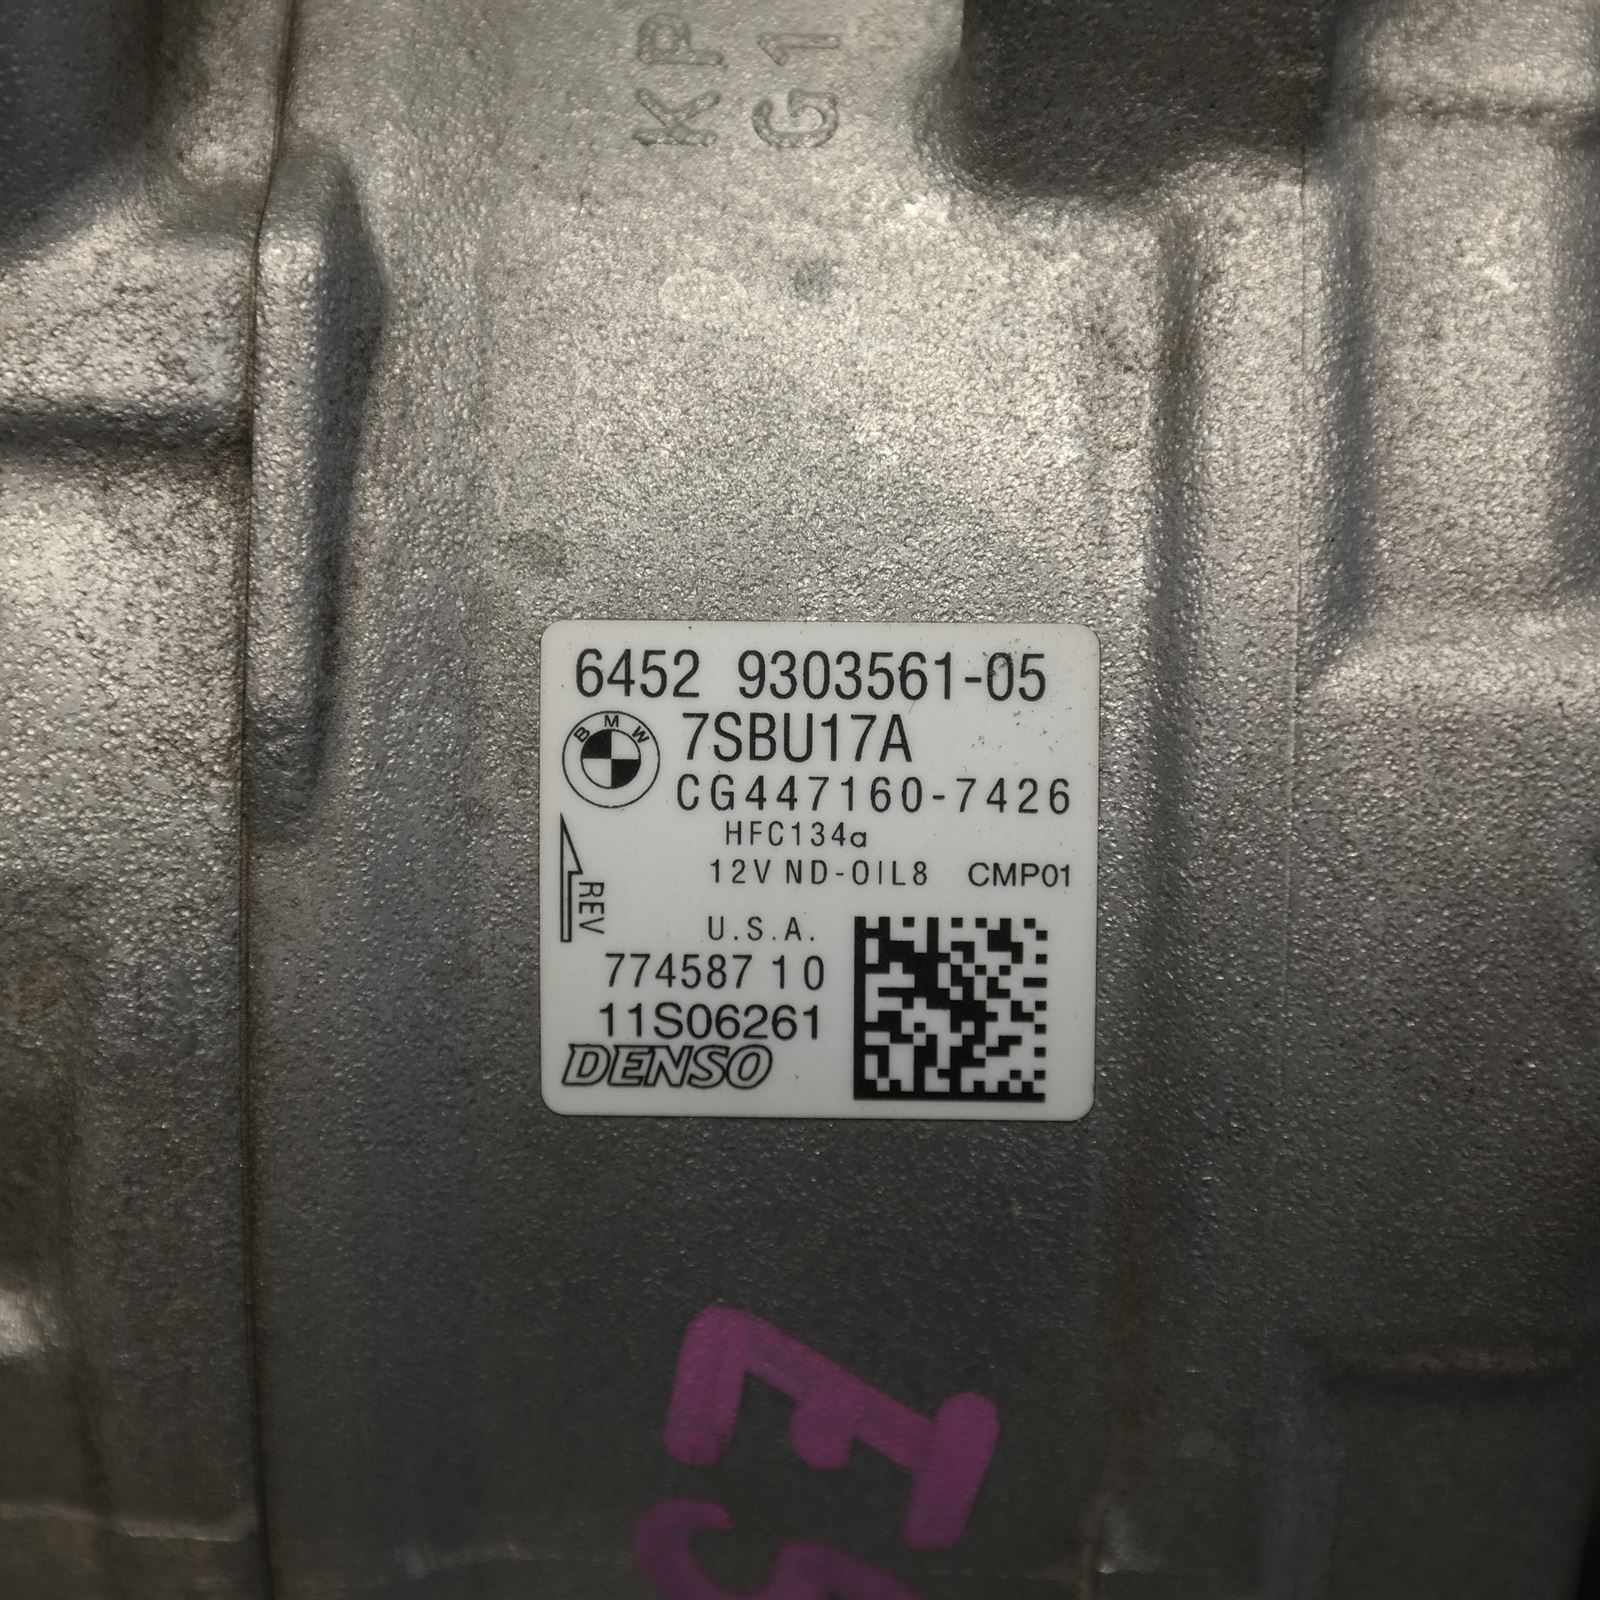 KP
G1
6452 9303561-05
BMW
7SBU17A
CG447160-7426
HFC134a
12V ND-OIL8 CMP01
REV
U.S.A.
774587 10
11S06261
DENSO